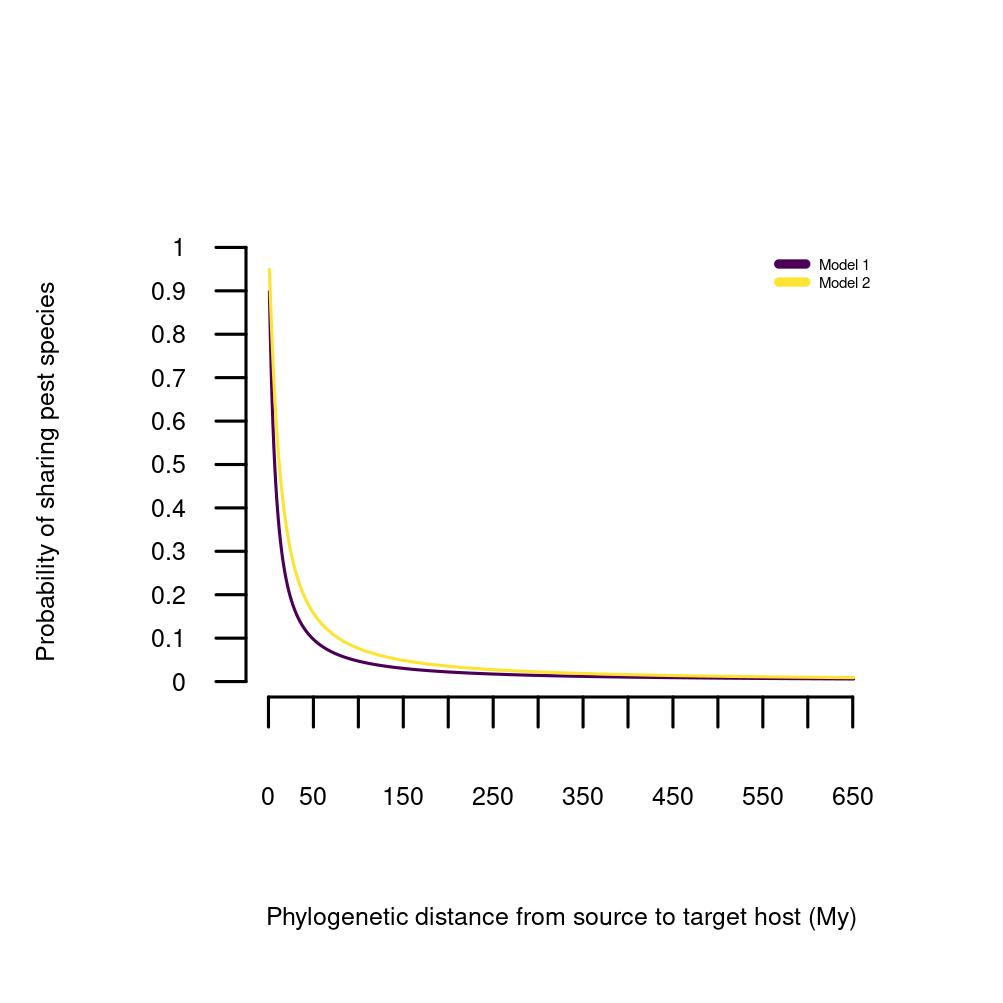 Probability of sharing pest species
1
0.9
0.8
0.7
0.6
0.5
0.4
0.3
0.2
0.1
0
Model 1
Model 2
0 50 150 250 350 450 550 650
Phylogenetic distance from source to target host (My)